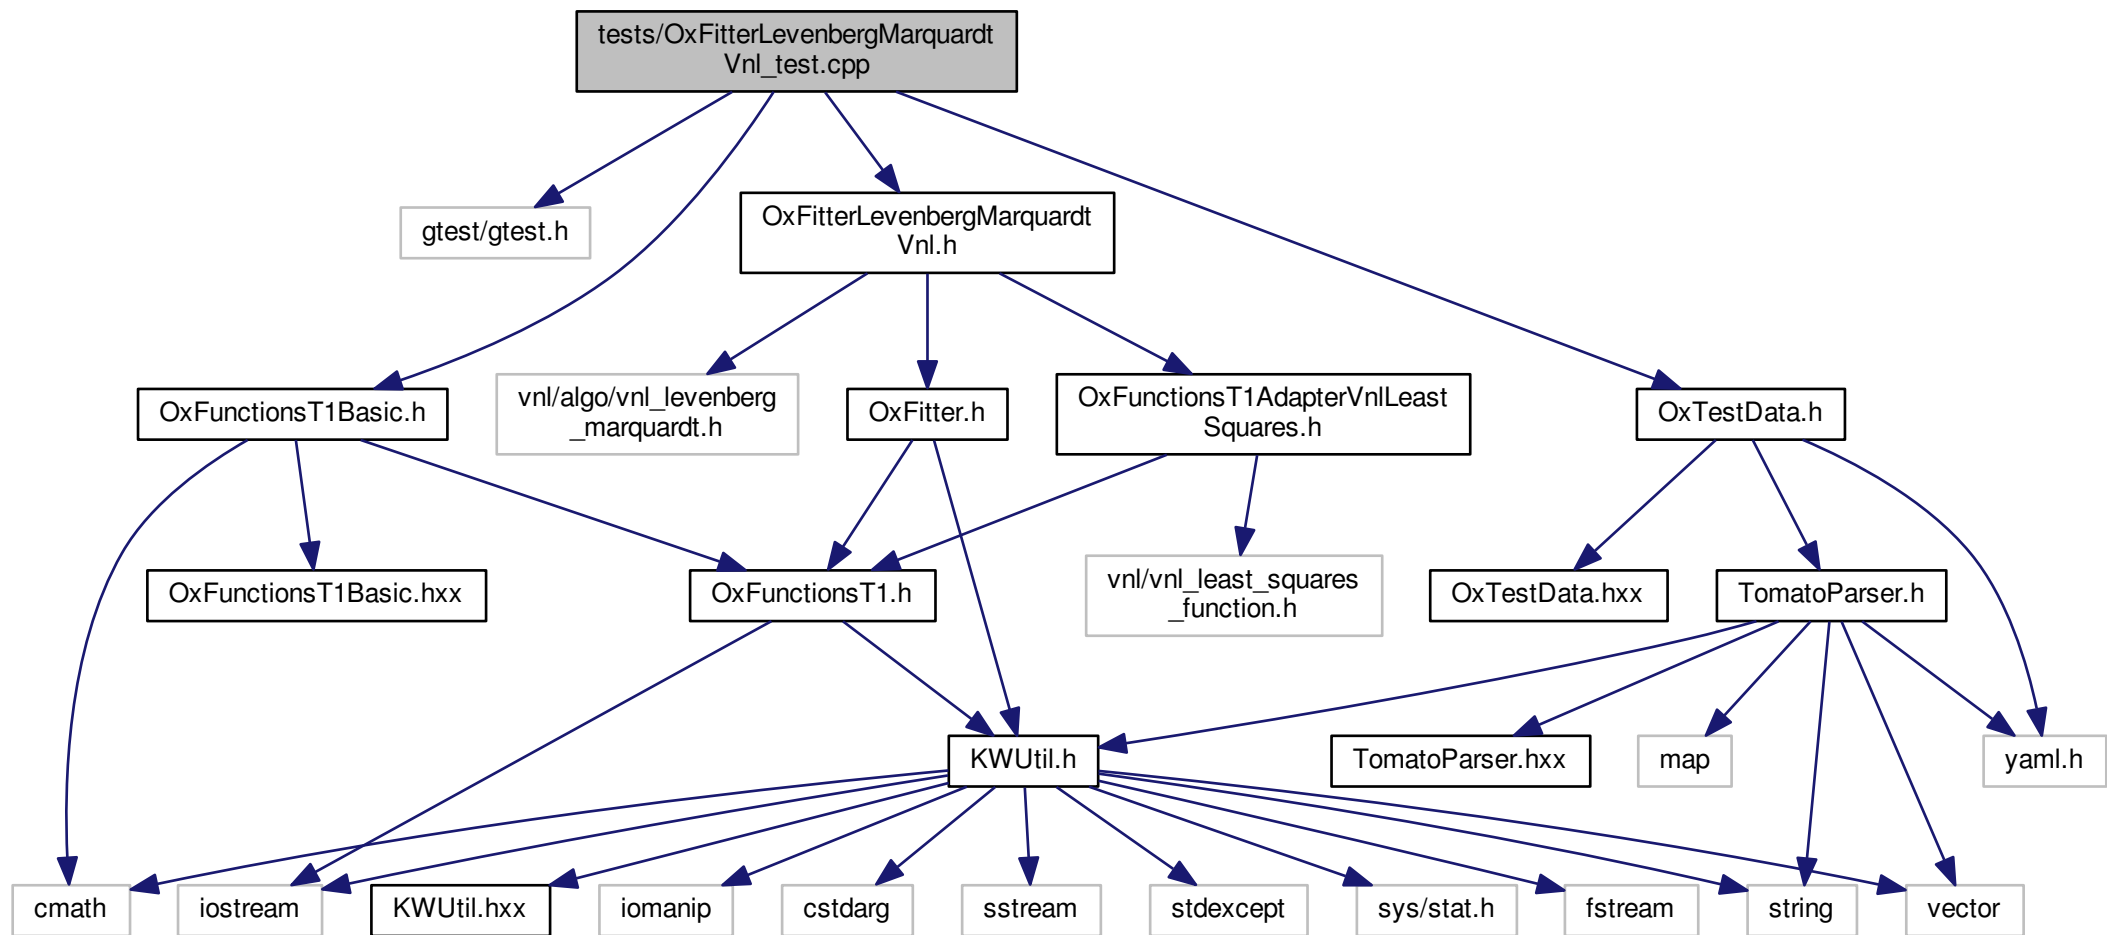 tests/OxFitterLevenbergMarquardt
Vnl_test.cpp
gtest/gtest.h
OxFitterLevenbergMarquardt
Vnl.h
OxFunctionsT1Basic.h
vnl/algo/vnl_levenberg
_marquardt.h
OxFitter.h
OxFunctionsT1AdapterVnlLeast
Squares.h
OxTestData.h
OxFunctionsT1Basic.hxx
OxFunctionsT1.h
vnl/vnl_least_squares
_function.h
OxTestData.hxx
TomatoParser.h
KWUtil.h
TomatoParser.hxx
map
yaml.h
cmath
iostream
KWUtil.hxx
iomanip
cstdarg
sstream
stdexcept
sys/stat.h
fstream
string
vector